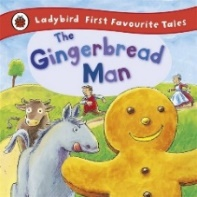 Ladybird First Favourite Tales
The
Gingerbread
Man